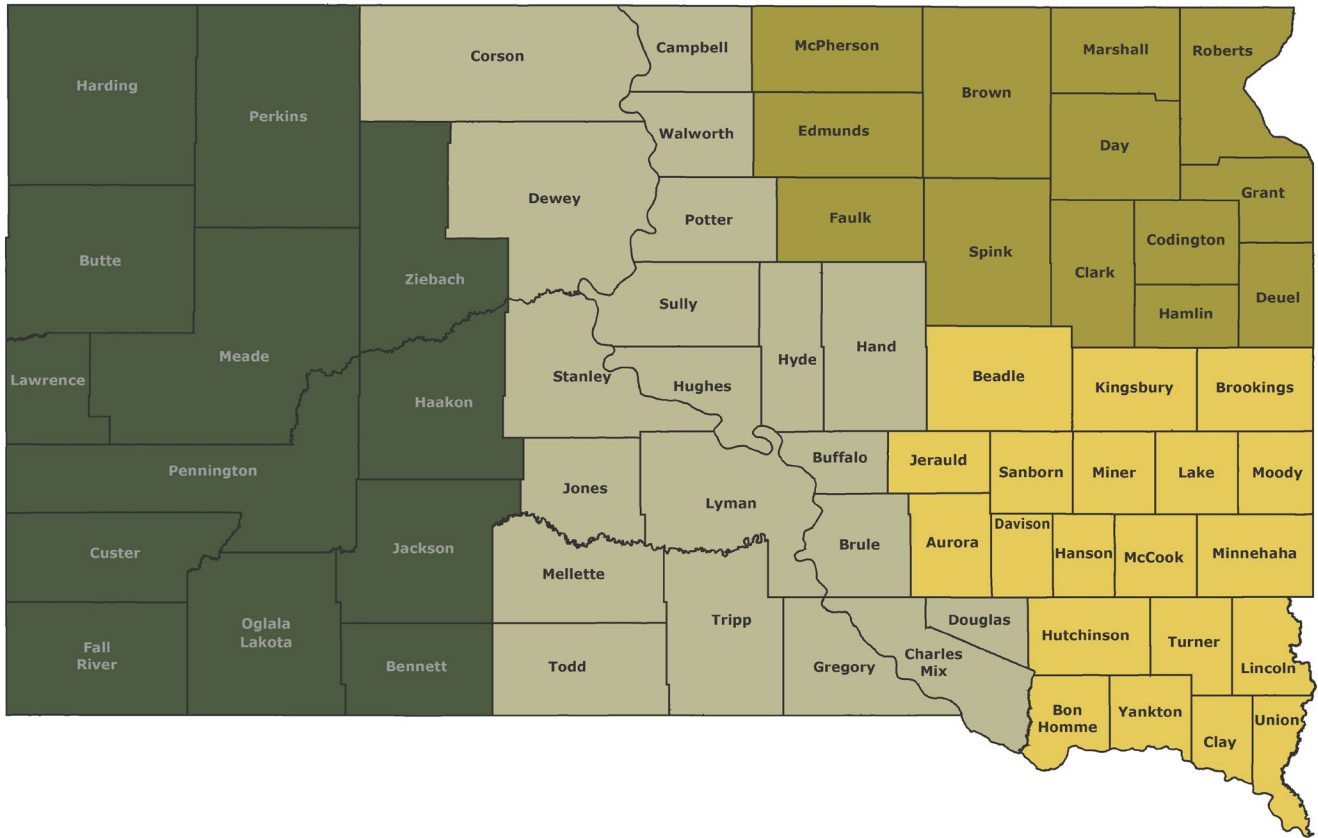 Harding
Perkins
Corson
Campbell
McPherson
Brown
Marshall
Roberts
Walworth
Edmunds
Day
Dewey
Potter
Faulk
Spink
Grant
Butte
Ziebach
Sully
Clark
Codington
Hamlin
Deuel
Lawrence
Meade
Haakon
Stanley
Hughes
Hyde
Hand
Beadle
Kingsbury
Brookings
Pennington
Jones
Lyman
Buffalo
Jerauld
Sanborn
Miner
Lake
Moody
Custer
Jackson
Mellette
Brule
Aurora
Davison
Hanson
McCook
Minnehaha
Fall
River
Oglala
Lakota
Bennett
Todd
Tripp
Gregory
Charles
Mix
Douglas
Hutchinson
Turner
Lincoln
Bon
Homme
Yankton
Clay
Union